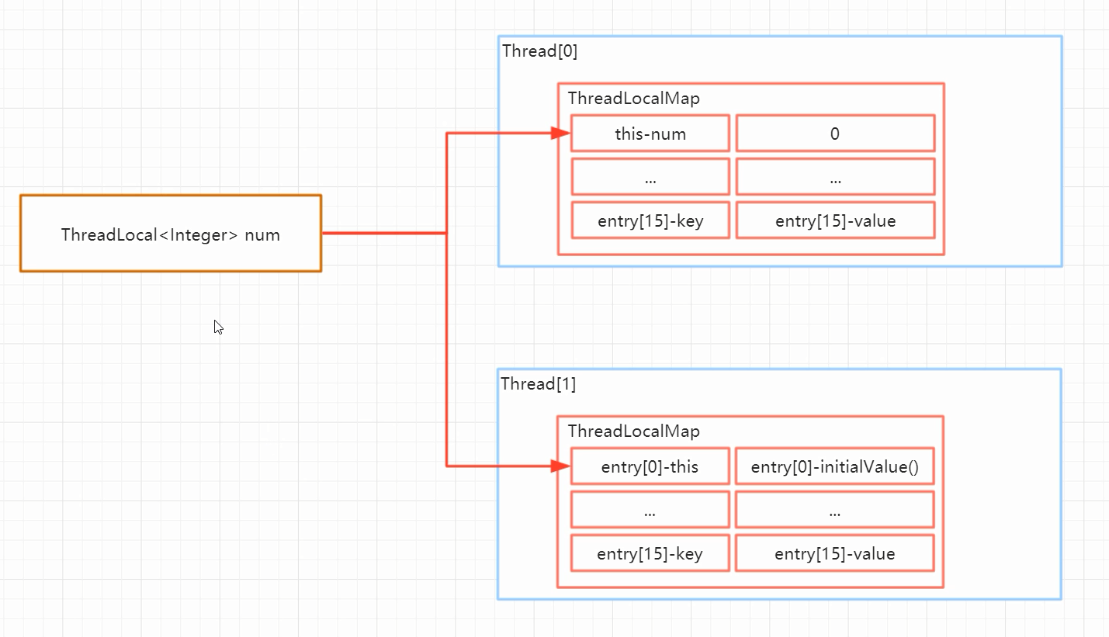 Thread[0]
ThreadLocalMap
this-num 0
... ...
entry[15]-key entry[15]-value
ThreadLocal<Integer> num
Thread[1]
ThreadLocalMap
entry[0]-this entry[0]-initialValue()
... ...
entry[15]-key entry[15]-value